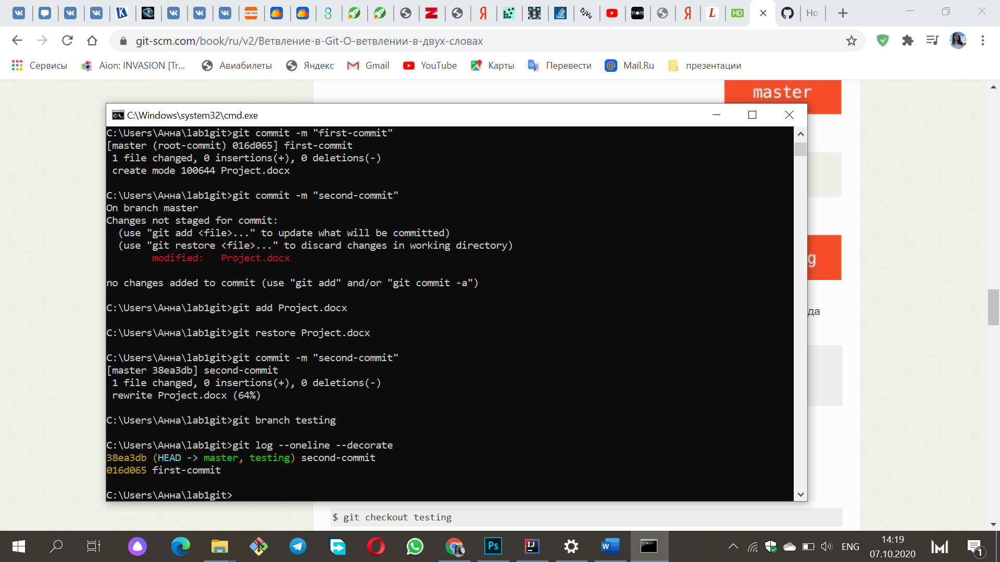 Но
git-scm.com/book/ru/v2/Ветвление-в-Git-О-ветвлении-в-двух-словах
Сервисы
Aion: INVASION [Tr...
Авиабилеты
Яндекс
Gmail
YouTube
Карты
Перевести
Mail.Ru
презентации
master
C:\Windows\system32\cmd.exe
C:\Users\Анна\lab1git>git commit -m "first-commit"
[master (root-commit) 016d065] first-commit
1 file changed, 0 insertions(+), 0 deletions(-)
create mode 100644 Project.docx
C:\Users\Анна\lab1git>git commit -m "second-commit"
On branch master
Changes not staged for commit:
(use "git add <file>..." to update what will be committed)
(use "git restore <file>..." to discard changes in working directory)
modified:   Project.docx
no changes added to commit (use "git add" and/or "git commit -a")
C:\Users\Анна\lab1git>git add Project.docx
C:\Users\Анна\lab1git>git restore Project.docx
C:\Users\Анна\lab1git>git commit -m "second-commit"
[master 38ea3db] second-commit
1 file changed, 0 insertions(+), 0 deletions(-)
rewrite Project.docx (64%)
C:\Users\Анна\lab1git>git branch testing
C:\Users\Анна\lab1git>git log --oneline --decorate
38ea3db (HEAD -> master, testing) second-commit
016d065 first-commit
C:\Users\Анна\lab1git>
g
да
$ git checkout testing
ENG
14:19
07.10.2020
1